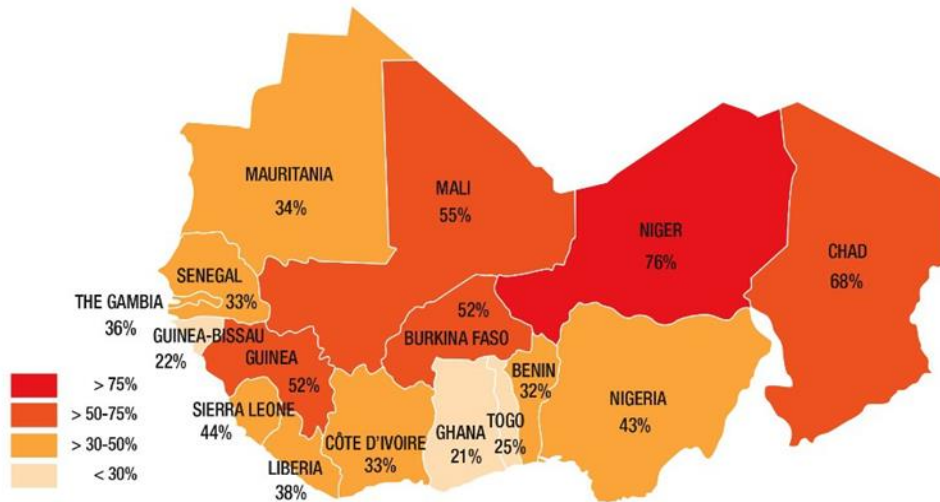 MAURITANIA
34%
MALI
55%
NIGER
76%
CHAD
68%
SENEGAL
33%
THE GAMBIA
36%
GUINEA-BISSAU
22%
GUINEA
52%
52%
BURKINA FASO
BENIN
32%
NIGERIA
43%
SIERRA LEONE
44%
LIBERIA
38%
CÔTE D'IVOIRE
33%
GHANA
21%
TOGO
25%
> 75%
> 50-75%
> 30-50%
< 30%